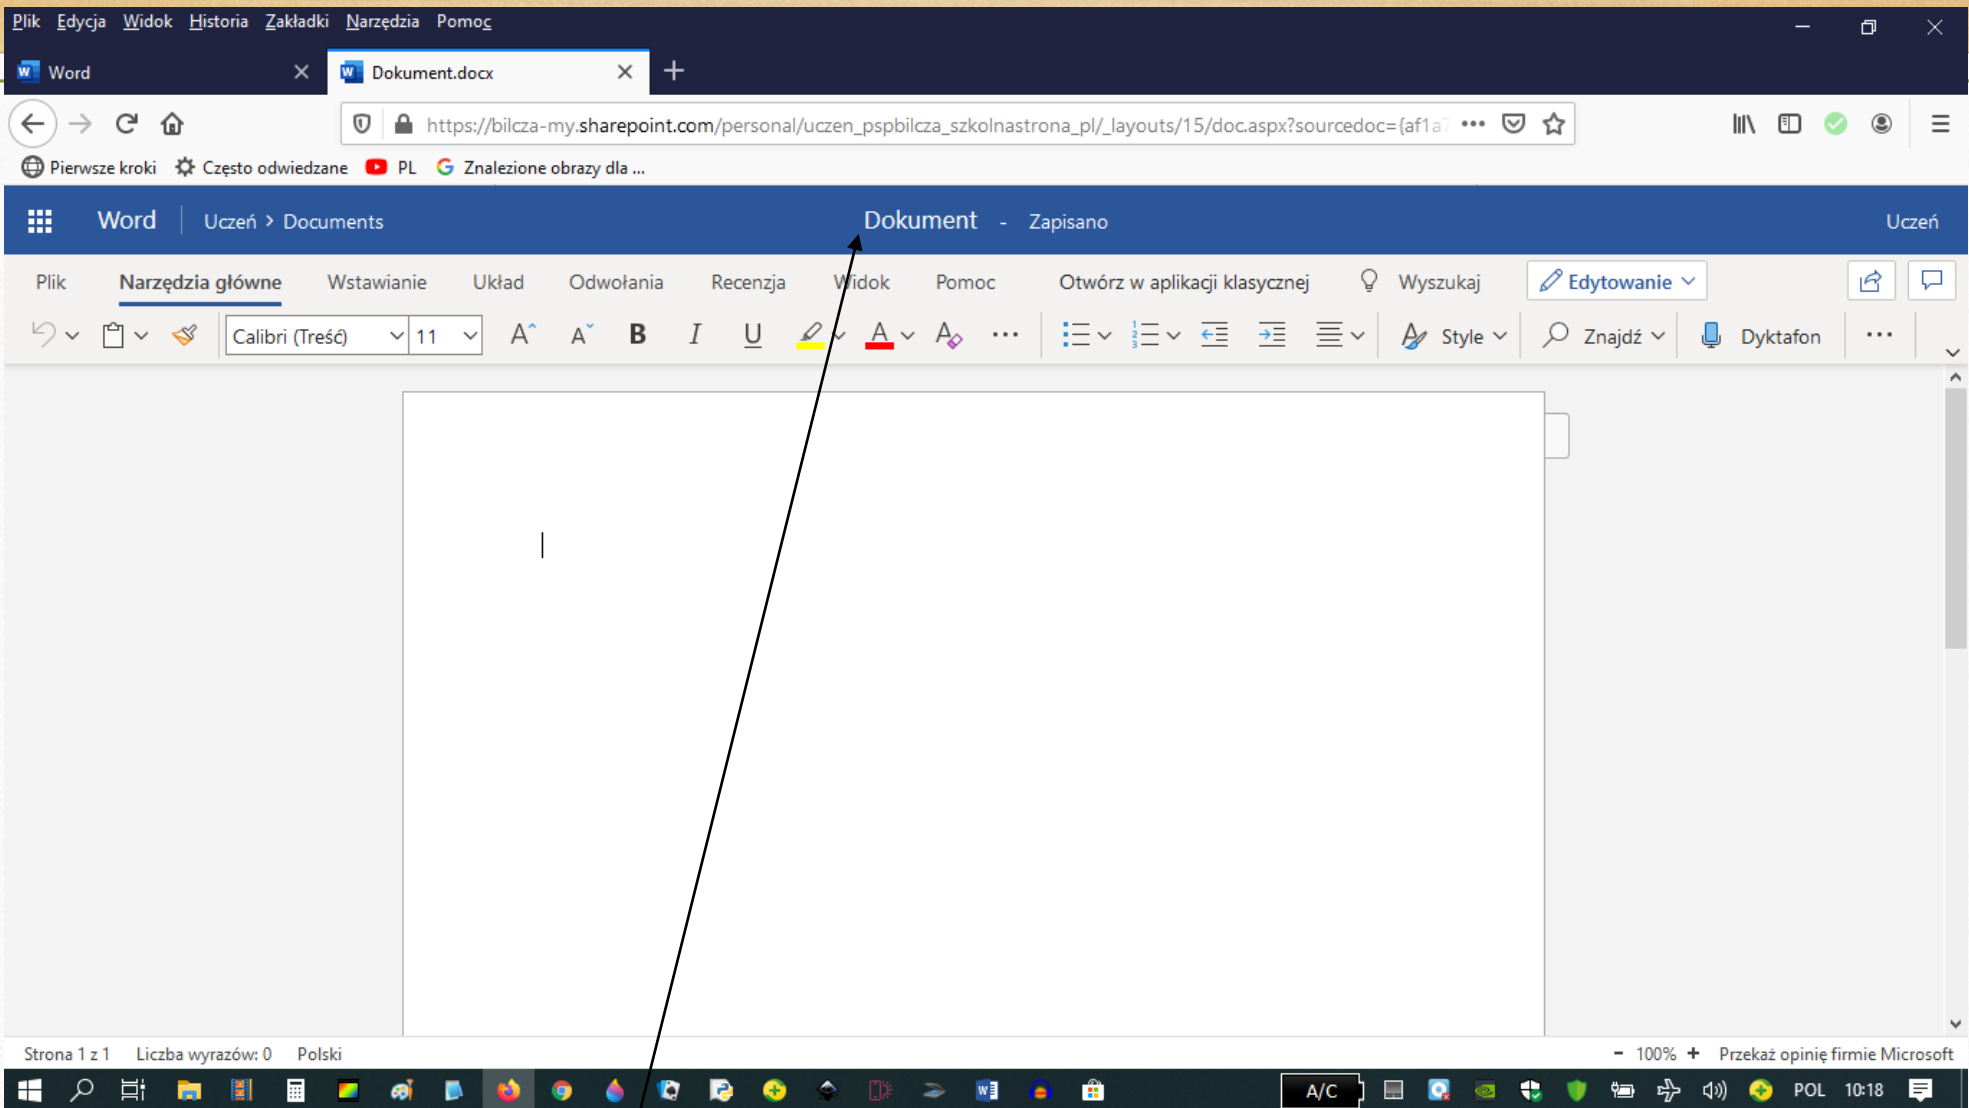 Plik Edycja Widok Historia Zakładki Narzędzia Pomoc
Word Dokument.docx
https://bilcza-my.sharepoint.com/personal/uczen_pspbilcza_szkolnastrona_pl/_layouts/15/doc.aspx?sourcedoc={af1a7
Pierwsze kroki Często odwiedzane PL Znalezione obrazy dla ...
Word Uczeń > Documents Dokument - Zapisano Uczeń
Plik Narzędzia główne Wstawianie Układ Odwołania Recenzja Widok Pomoc Otwórz w aplikacji klasycznej Wyszukaj Edytowanie
Calibri (Treść) 11 A A B I U A A Style Znajdź Dyktafon
Strona 1 z 1 Liczba wyrazów: 0 Polski - 100% + Przekaż opinię firmie Microsoft
A/C POL 10:18